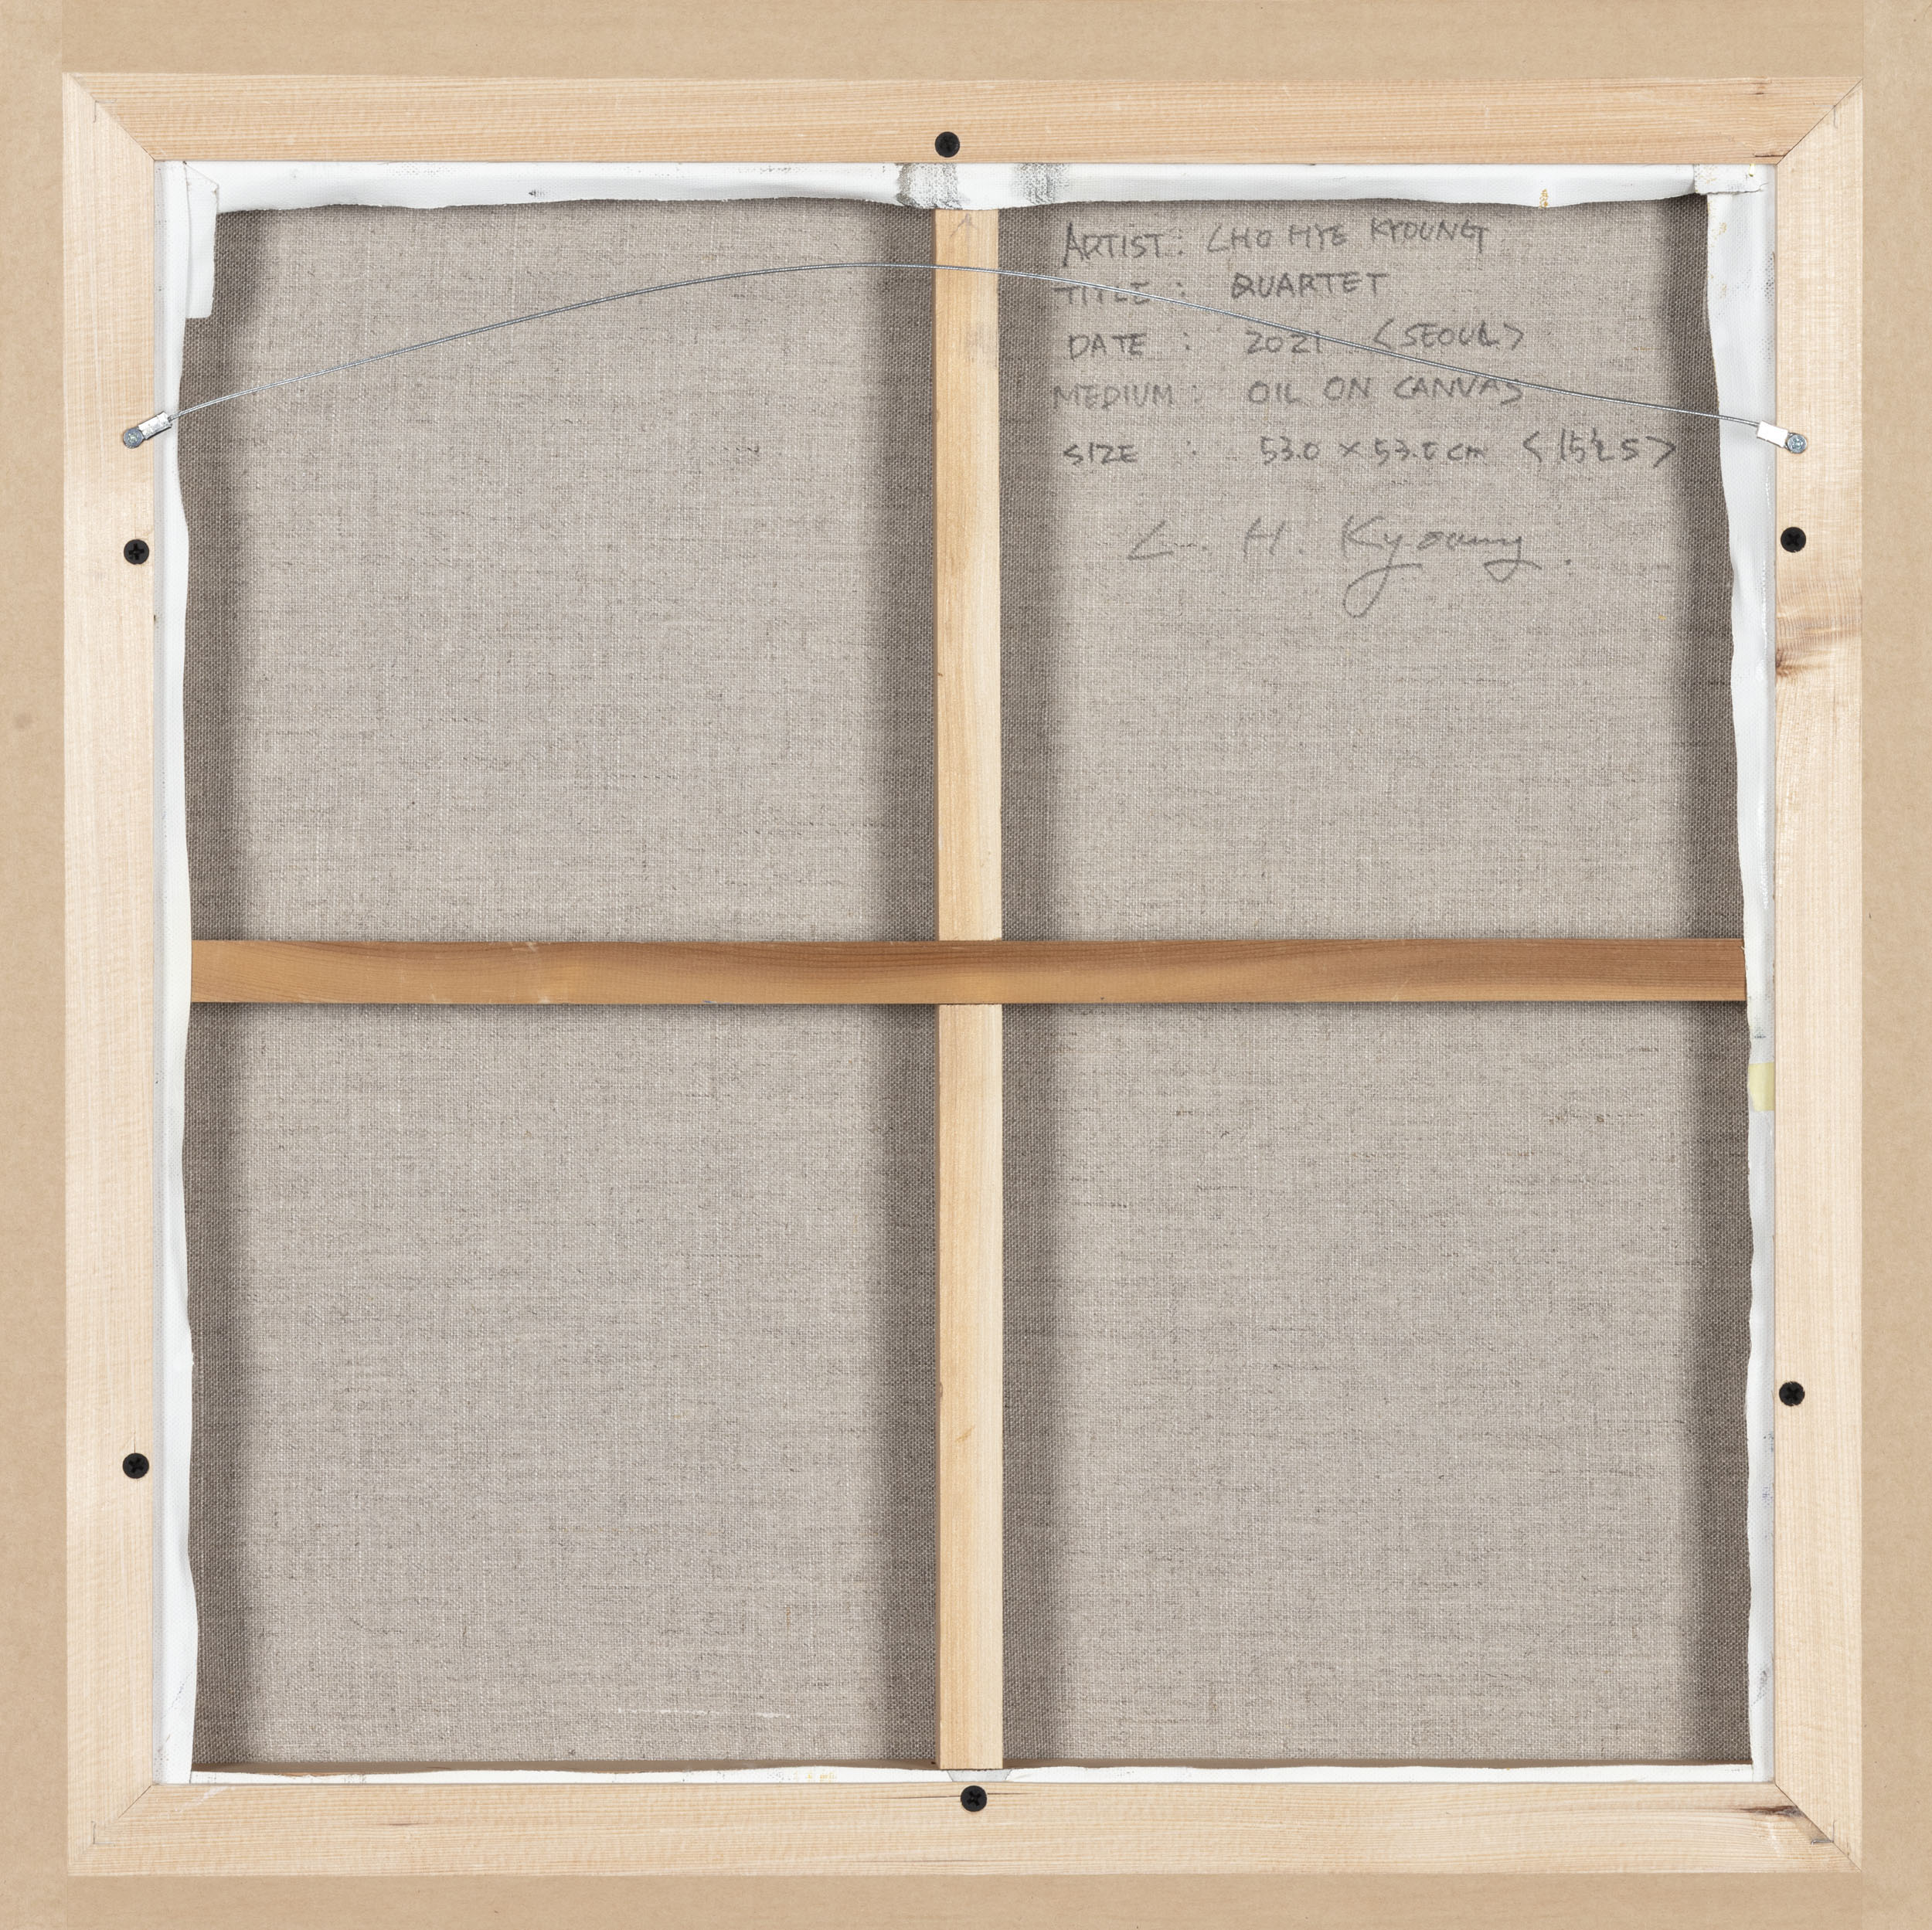 ARTIST : CHO HYE KYOUNG
TITLE : QUARTET
DATE : 2021 <SEOUL>
MEDIUM : OIL ON CANVAS
SIZE : 53.0 × 53.0 cm <15호 S>
C. H. Kyoung.